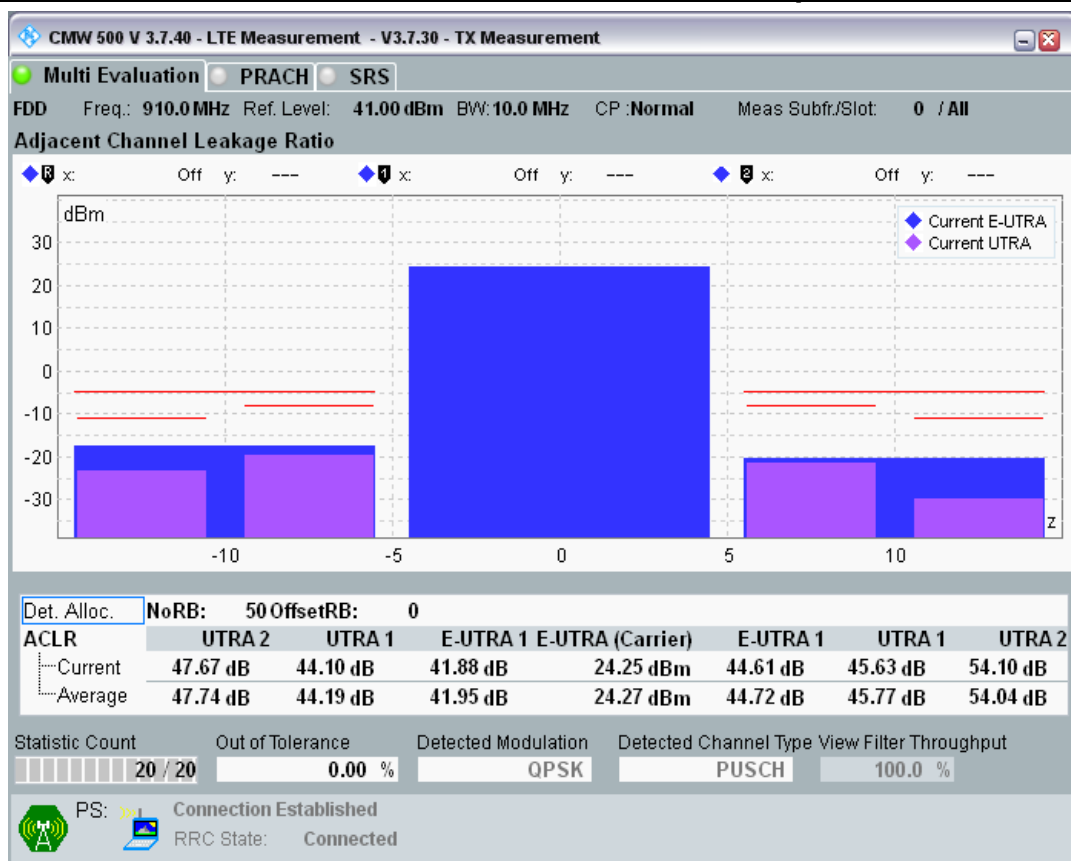 CMW 500 V 3.7.40 - LTE Measurement - V3.7.30 - TX Measurement
Multi Evaluation PRACH SRS
FDD Freq.: 910.0 MHz Ref. Level: 41.00 dBm BW: 10.0 MHz CP :Normal Meas Subfr./Slot: 0 / All
Adjacent Channel Leakage Ratio
R x: Off y: --- 1 x: Off y: --- 2 x: Off y: ---
dBm
Current E-UTRA
Current UTRA
30
20
10
0
-10
-20
-30
z
-10 -5 0 5 10
Det. Alloc. NoRB: 50 OffsetRB: 0
ACLR UTRA 2 UTRA 1 E-UTRA 1 E-UTRA (Carrier) E-UTRA 1 UTRA 1 UTRA 2
Current 47.67 dB 44.10 dB 41.88 dB 24.25 dBm 44.61 dB 45.63 dB 54.10 dB
Average 47.74 dB 44.19 dB 41.95 dB 24.27 dBm 44.72 dB 45.77 dB 54.04 dB
Statistic Count Out of Tolerance Detected Modulation Detected Channel Type View Filter Throughput
20 / 20 0.00 % QPSK PUSCH 100.0 %
PS: Connection Established
RRC State: Connected